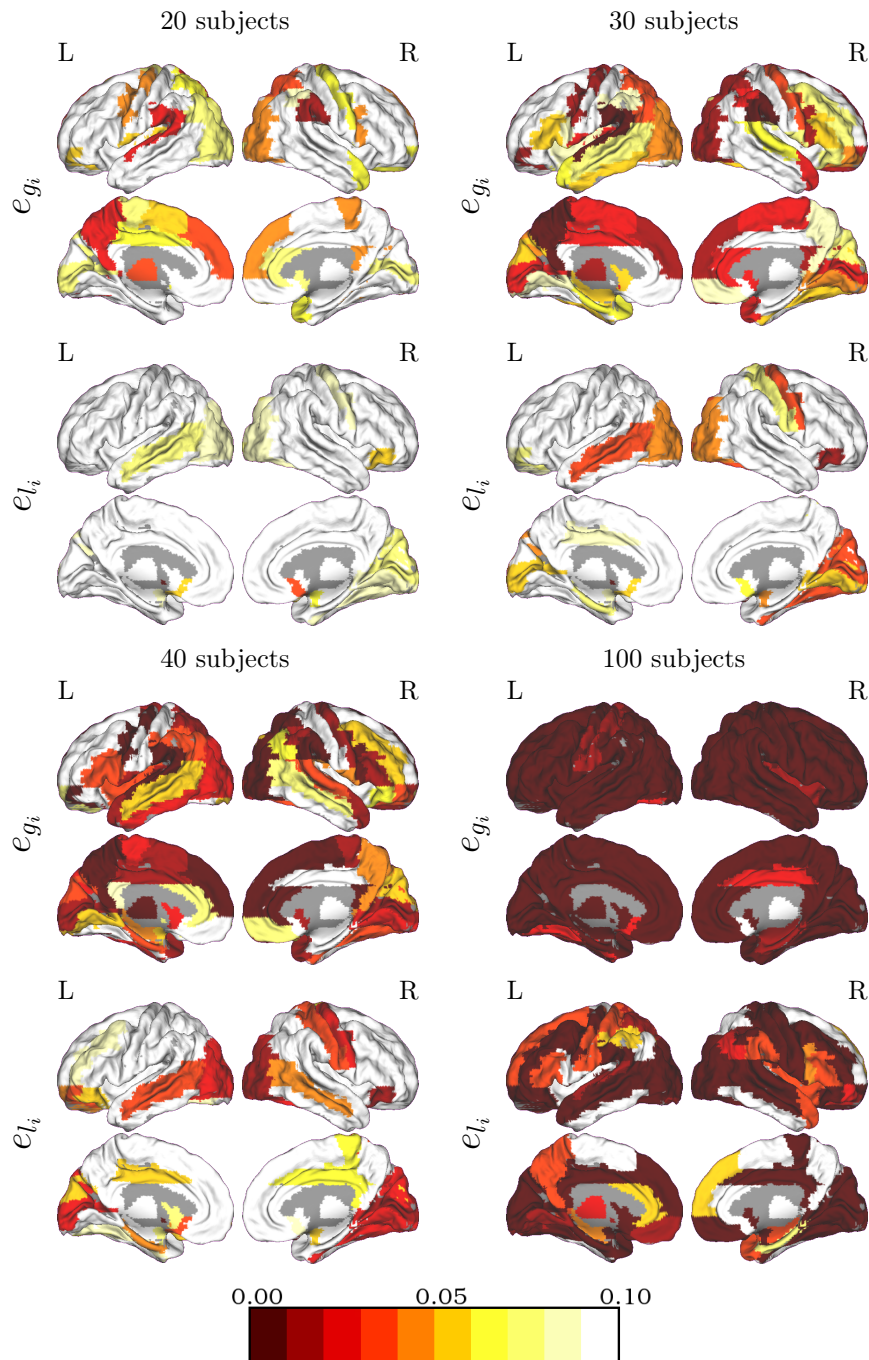 20 subjects
30 subjects
L R
L R
e_{g_i}
e_{g_i}
L R
L R
e_{l_i}
e_{l_i}
40 subjects
100 subjects
L R
L R
e_{g_i}
e_{g_i}
L R
L R
e_{l_i}
e_{l_i}
0.00 0.05 0.10